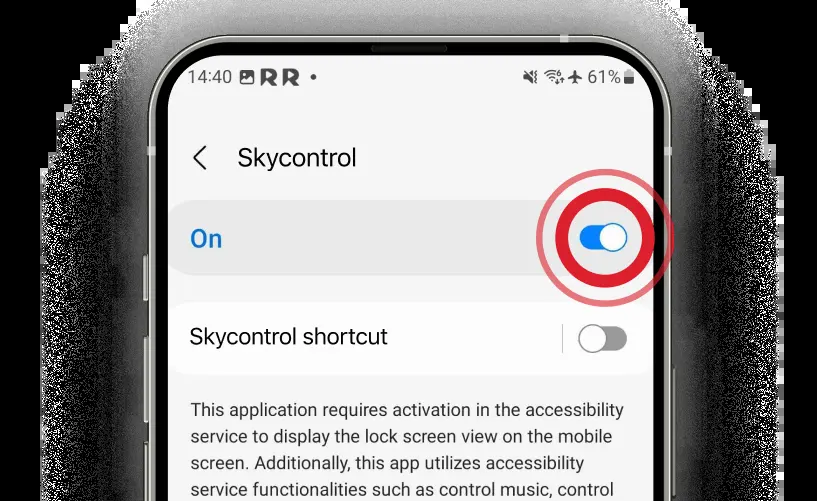 14:40 RR • 61%
Skycontrol
On
Skycontrol shortcut
This application requires activation in the accessibility
service to display the lock screen view on the mobile
screen. Additionally, this app utilizes accessibility
service functionalities such as control music, control